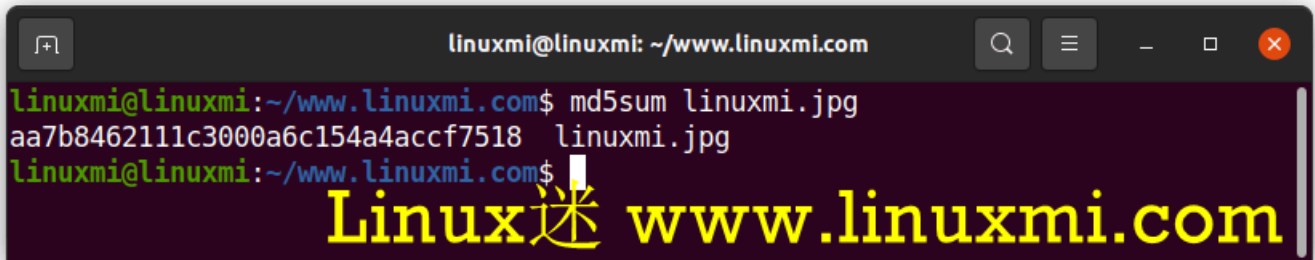 linuxmi@linuxmi: ~/www.linuxmi.com
linuxmi@linuxmi:~/www.linuxmi.com$ md5sum linuxmi.jpg
aa7b8462111c3000a6c154a4accf7518  linuxmi.jpg
linuxmi@linuxmi:~/www.linuxmi.com$
Linux迷 www.linuxmi.com